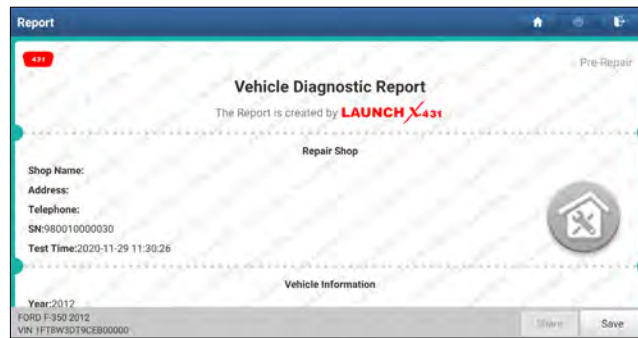 Report
431
Pre-Repair
Vehicle Diagnostic Report
The Report is created by LAUNCH X-431
Repair Shop
Shop Name:
Address:
Telephone:
SN:980010000030
Test Time:2020-11-29 11:30:26
Vehicle Information
Year:2012
FORD F-350 2012
VIN 1FT8W3DT9CEB00000
Share
Save